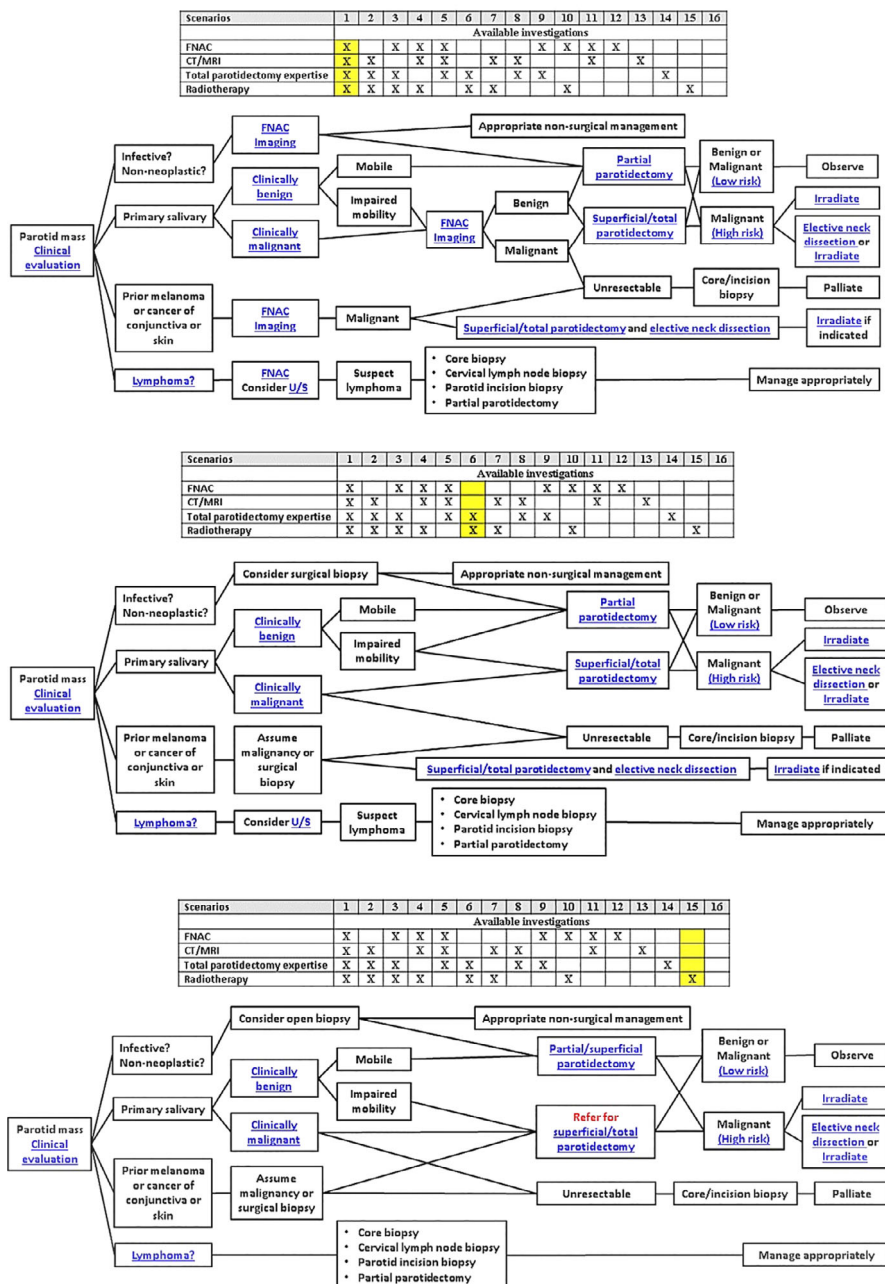 Scenarios 1 2 3 4 5 6 7 8 9 10 11 12 13 14 15 16
Available investigations
FNAC X X X X X X X X
CT/MRI X X X X X X X X
Total parotidectomy expertise X X X X X X X X
Radiotherapy X X X X X X X X
Infective?
Non-neoplastic?
FNAC
Imaging
Appropriate non-surgical management
Primary salivary
Clinically
benign
Mobile
Impaired
mobility
Clinically
malignant
FNAC
Imaging
Benign
Malignant
Partial
parotidectomy
Superficial/total
parotidectomy
Benign or
Malignant
(Low risk)
Malignant
(High risk)
Observe
Irradiate
Elective neck
dissection or
Irradiate
Parotid mass
Clinical
evaluation
Unresectable
Core/incision
biopsy
Palliate
Prior melanoma
or cancer of
conjunctiva or
skin
FNAC
Imaging
Malignant
Superficial/total parotidectomy and elective neck dissection
Irradiate if
indicated
Lymphoma?
FNAC
Consider U/S
Suspect
lymphoma
• Core biopsy
• Cervical lymph node biopsy
• Parotid incision biopsy
• Partial parotidectomy
Manage appropriately
Scenarios 1 2 3 4 5 6 7 8 9 10 11 12 13 14 15 16
Available investigations
FNAC X X X X X X X X
CT/MRI X X X X X X X X
Total parotidectomy expertise X X X X X X X X
Radiotherapy X X X X X X X X
Infective?
Non-neoplastic?
Consider surgical biopsy
Appropriate non-surgical management
Primary salivary
Clinically
benign
Mobile
Impaired
mobility
Clinically
malignant
Partial
parotidectomy
Superficial/total
parotidectomy
Benign or
Malignant
(Low risk)
Malignant
(High risk)
Observe
Irradiate
Elective neck
dissection or
Irradiate
Parotid mass
Clinical
evaluation
Unresectable
Core/incision biopsy
Palliate
Prior melanoma
or cancer of
conjunctiva or
skin
Assume
malignancy or
surgical
biopsy
Superficial/total parotidectomy and elective neck dissection
Irradiate if indicated
Lymphoma?
Consider U/S
Suspect
lymphoma
• Core biopsy
• Cervical lymph node biopsy
• Parotid incision biopsy
• Partial parotidectomy
Manage appropriately
Scenarios 1 2 3 4 5 6 7 8 9 10 11 12 13 14 15 16
Available investigations
FNAC X X X X X X X X
CT/MRI X X X X X X X X
Total parotidectomy expertise X X X X X X X X
Radiotherapy X X X X X X X X
Infective?
Non-neoplastic?
Consider open biopsy
Appropriate non-surgical management
Primary salivary
Clinically
benign
Mobile
Impaired
mobility
Clinically
malignant
Partial/superficial
parotidectomy
Refer for
superficial/total
parotidectomy
Benign or
Malignant
(Low risk)
Malignant
(High risk)
Observe
Irradiate
Elective neck
dissection or
Irradiate
Parotid mass
Clinical
evaluation
Unresectable
Core/incision biopsy
Palliate
Prior melanoma
or cancer of
conjunctiva or
skin
Assume
malignancy or
surgical biopsy
Lymphoma?
• Core biopsy
• Cervical lymph node biopsy
• Parotid incision biopsy
• Partial parotidectomy
Manage appropriately